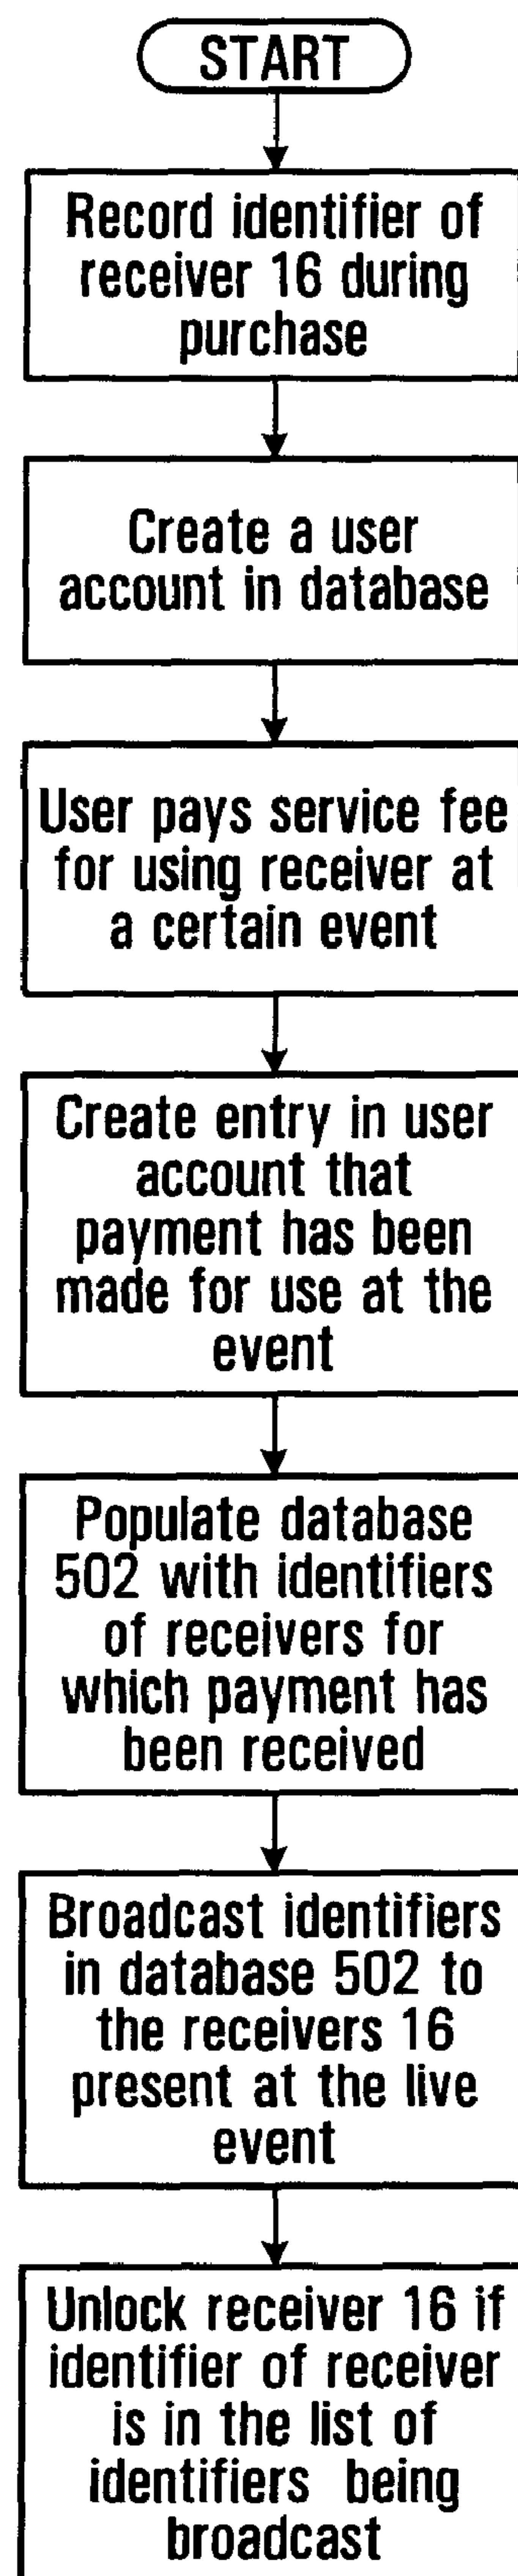 START
Record identifier of
receiver 16 during
purchase
Create a user
account in database
User pays service fee
for using receiver at
a certain event
Create entry in user
account that
payment has been
made for use at the
event
Populate database
502 with identifiers
of receivers for
which payment has
been received
Broadcast identifiers
in database 502 to
the receivers 16
present at the live
event
Unlock receiver 16 if
identifier of receiver
is in the list of
identifiers being
broadcast